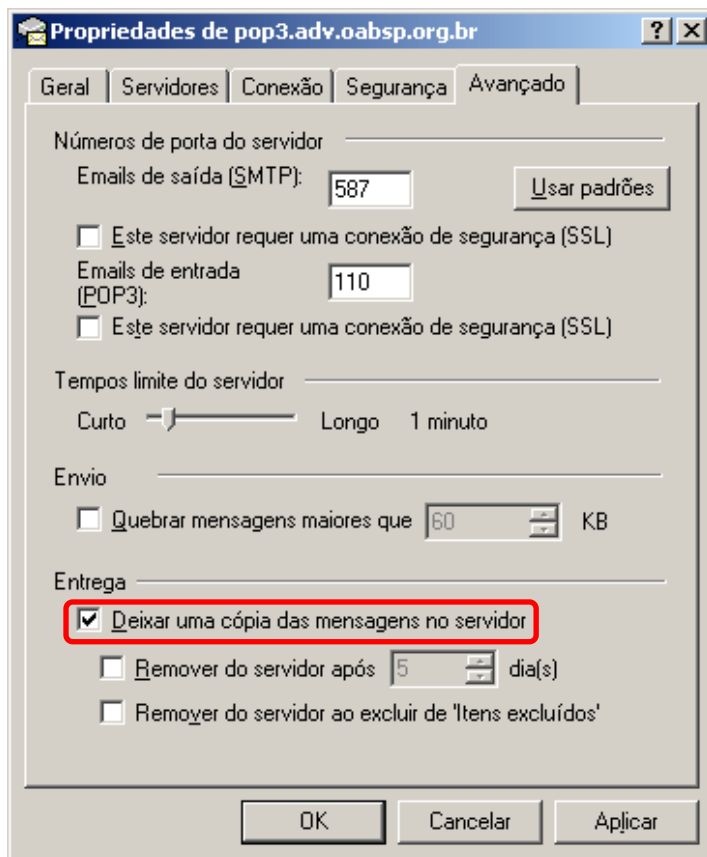 Propriedades de pop3.adv.oabsp.org.br
Geral Servidores Conexão Segurança Avançado
Números de porta do servidor
Emails de saída (SMTP): 587 Usar padrões
Este servidor requer uma conexão de segurança (SSL)
Emails de entrada
(POP3): 110
Este servidor requer uma conexão de segurança (SSL)
Tempos limite do servidor
Curto Longo 1 minuto
Envio
Quebrar mensagens maiores que 60 KB
Entrega
Deixar uma cópia das mensagens no servidor
Remover do servidor após 5 dia(s)
Remover do servidor ao excluir de 'Itens excluídos'
OK Cancelar Aplicar